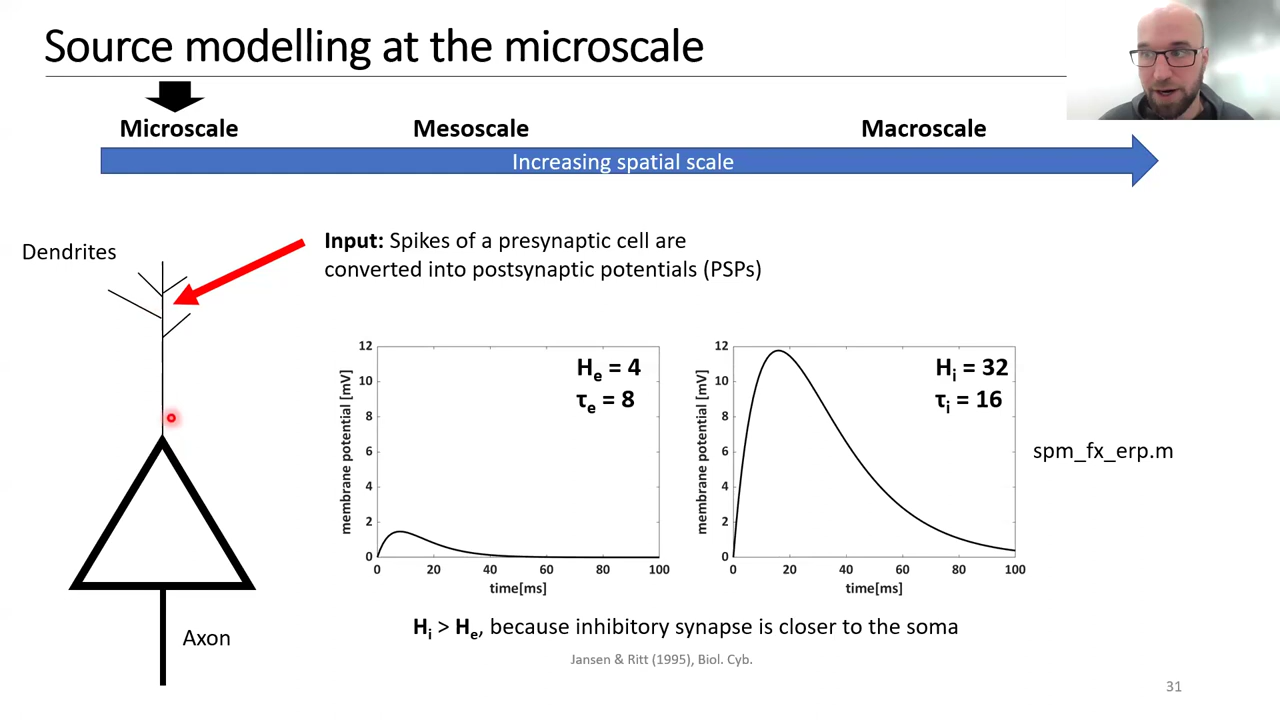 Source modelling at the microscale
Microscale Mesoscale Macroscale
Increasing spatial scale
Dendrites
Input: Spikes of a presynaptic cell are
converted into postsynaptic potentials (PSPs)
membrane potential [mV]
12
10
8
6
4
2
0
0 20 40 60 80 100
time[ms]
He = 4
τe = 8
membrane potential [mV]
12
10
8
6
4
2
0
0 20 40 60 80 100
time[ms]
Hi = 32
τi = 16
spm_fx_erp.m
Axon
Hi > He, because inhibitory synapse is closer to the soma
Jansen & Ritt (1995), Biol. Cyb.
31